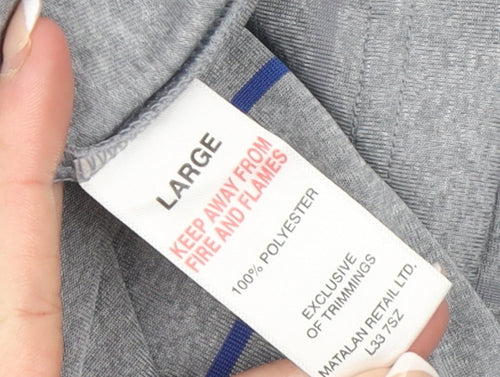 LARGE
KEEP AWAY FROM
FIRE AND FLAMES
100% POLYESTER
EXCLUSIVE
OF TRIMMINGS
MATALAN RETAIL LTD.
L33 7SZ